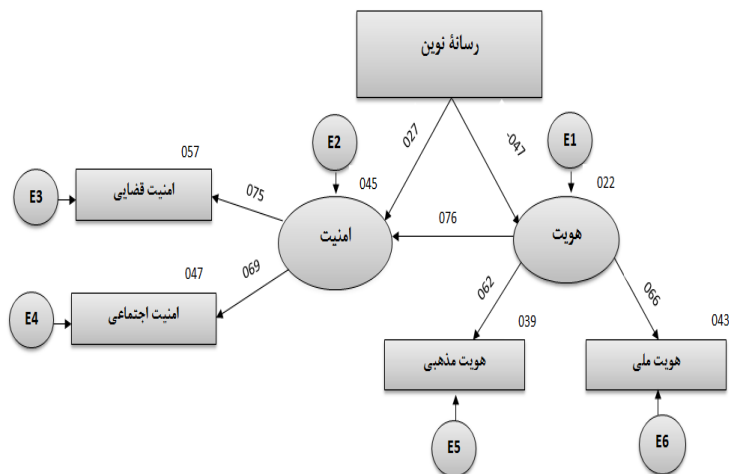 رسانهٔ نوین
E2
E1
027
-047
057
045
022
E3
امنیت قضایی
075
امنیت
076
هویت
047
069
062
066
E4
امنیت اجتماعی
039
043
هویت مذهبی
هویت ملی
E5
E6